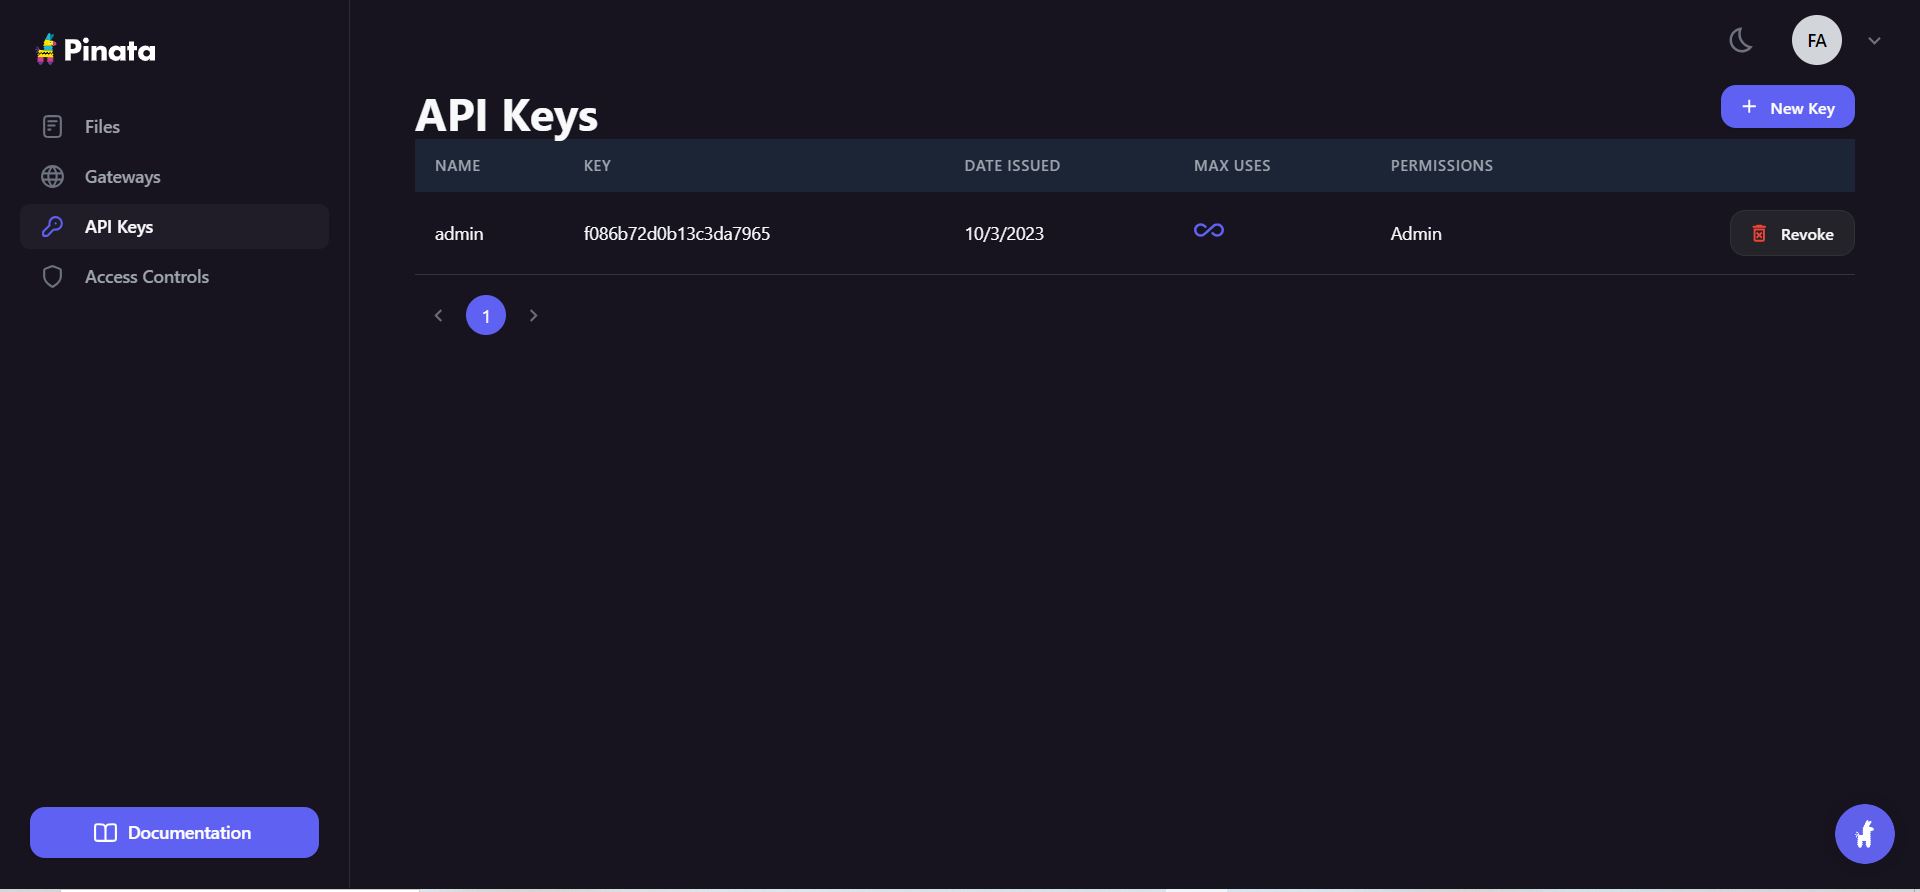 Pinata
Files
Gateways
API Keys
Access Controls
Documentation
FA
API Keys
New Key
NAME KEY DATE ISSUED MAX USES PERMISSIONS
admin f086b72d0b13c3da7965 10/3/2023 Admin Revoke
1